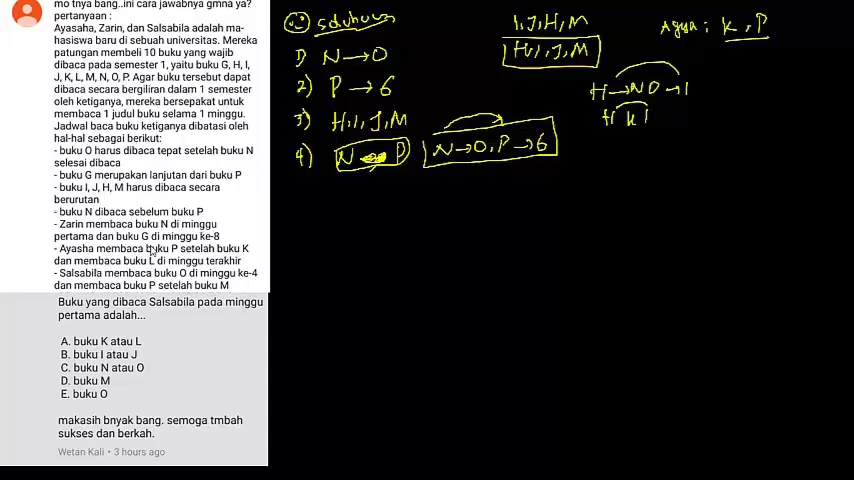 mo tnya bang..ini cara jawabnya gmna ya?
pertanyaan :
Ayasaha, Zarin, dan Salsabila adalah ma-
hasiswa baru di sebuah universitas. Mereka
patungan membeli 10 buku yang wajib
dibaca pada semester 1, yaitu buku G, H, I,
J, K, L, M, N, O, P. Agar buku tersebut dapat
dibaca secara bergiliran dalam 1 semester
oleh ketiganya, mereka bersepakat untuk
membaca 1 judul buku selama 1 minggu.
Jadwal baca buku ketiganya dibatasi oleh
hal-hal sebagai berikut:
- buku O harus dibaca tepat setelah buku N
selesai dibaca
- buku G merupakan lanjutan dari buku P
- buku I, J, H, M harus dibaca secara
berurutan
- buku N dibaca sebelum buku P
- Zarin membaca buku N di minggu
pertama dan buku G di minggu ke-8
- Ayasha membaca buku P setelah buku K
dan membaca buku L di minggu terakhir
- Salsabila membaca buku O di minggu ke-4
dan membaca buku P setelah buku M
Buku yang dibaca Salsabila pada minggu
pertama adalah...
A. buku K atau L
B. buku I atau J
C. buku N atau O
D. buku M
E. buku O
makasih bnyak bang. semoga tmbah
sukses dan berkah.
Wetan Kali • 3 hours ago
1) N → O
2) P → G
3) H, I, J, M
4) N P
N → O, P → G
I, J, H, M
H, I, J, M
H → N O → I
H K I
K, P